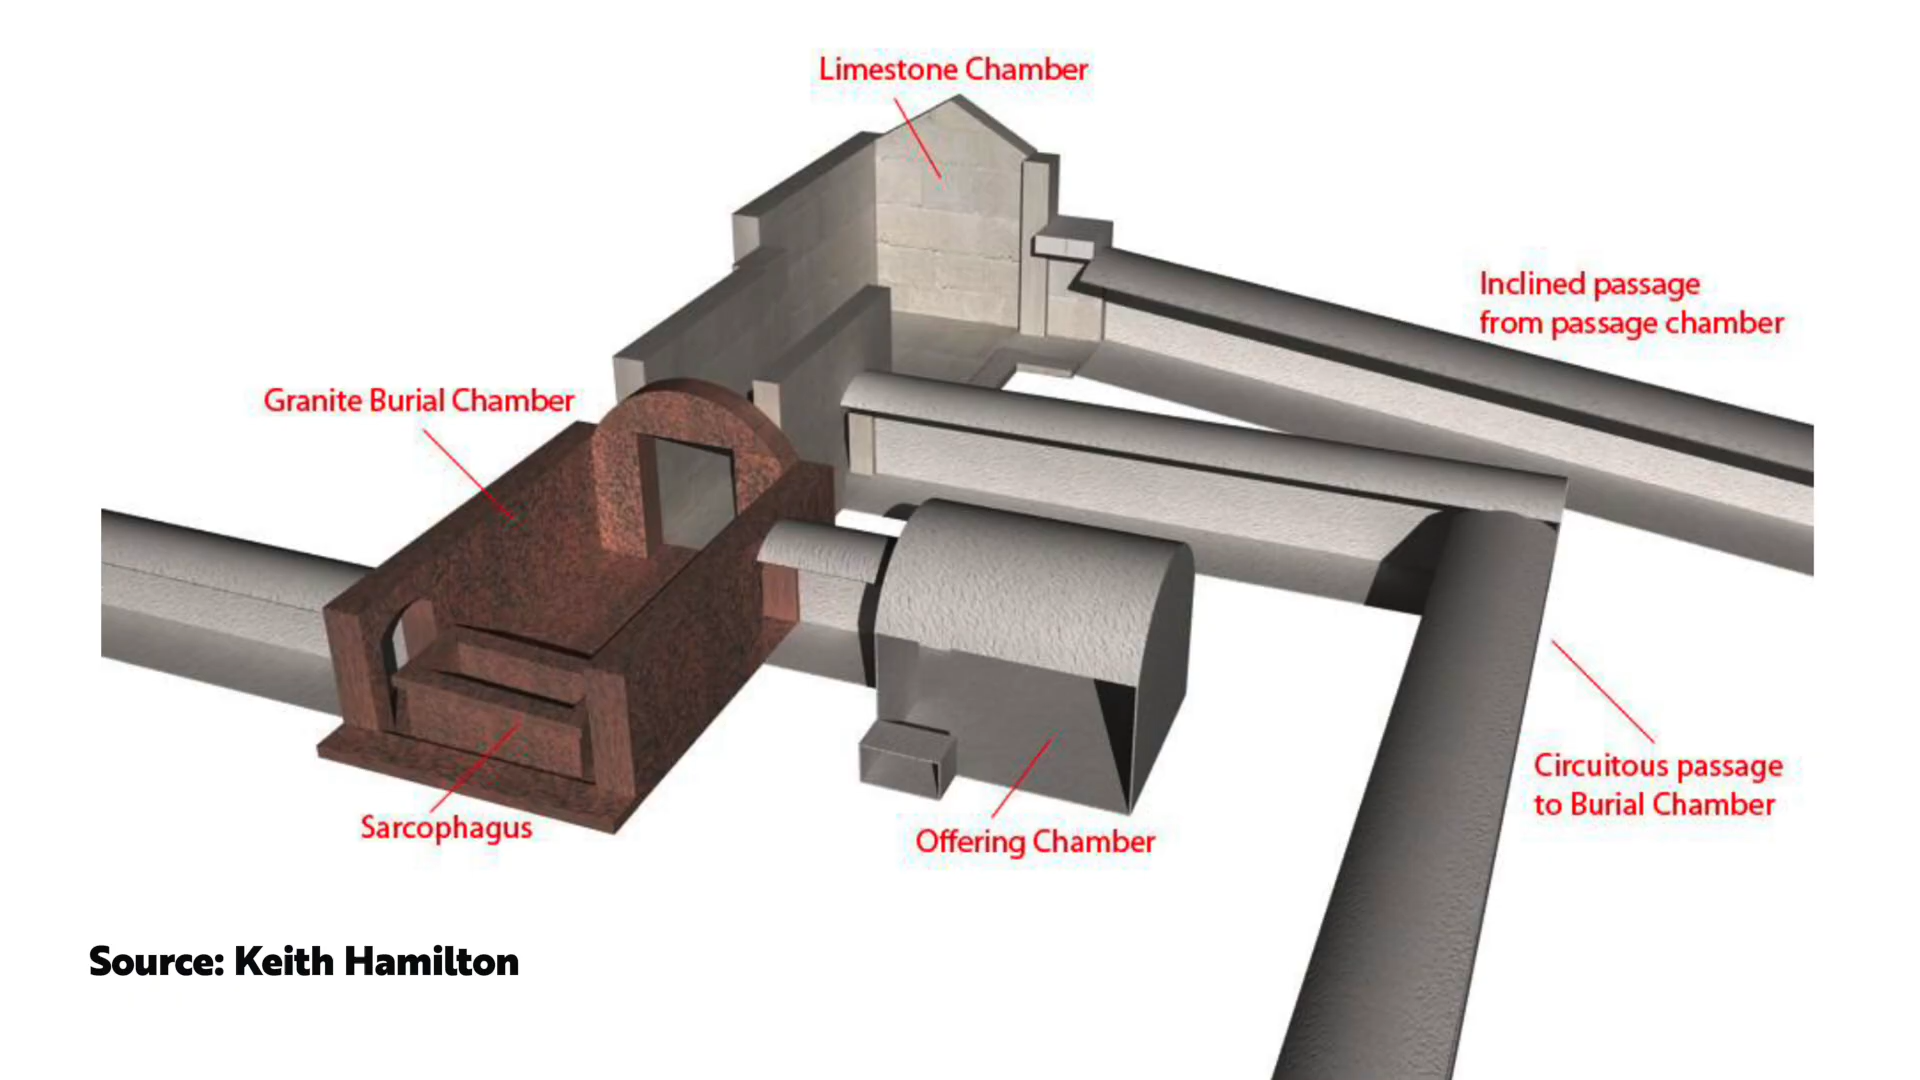 Limestone Chamber
Inclined passage
from passage chamber
Granite Burial Chamber
Circuitous passage
to Burial Chamber
Sarcophagus
Offering Chamber
Source: Keith Hamilton